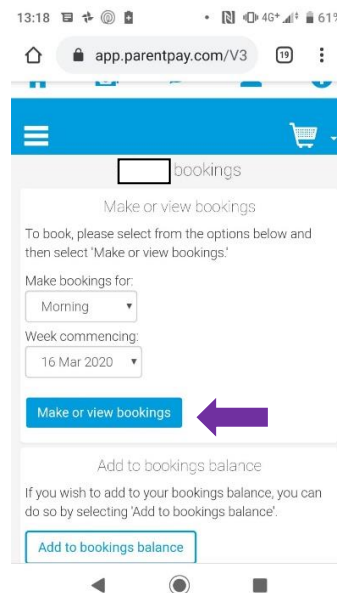 13:18 4G+ 61%
app.parentpay.com/V3 19
bookings
Make or view bookings
To book, please select from the options below and
then select 'Make or view bookings.'
Make bookings for:
Morning
Week commencing:
16 Mar 2020
Make or view bookings
Add to bookings balance
If you wish to add to your bookings balance, you can
do so by selecting 'Add to bookings balance'.
Add to bookings balance